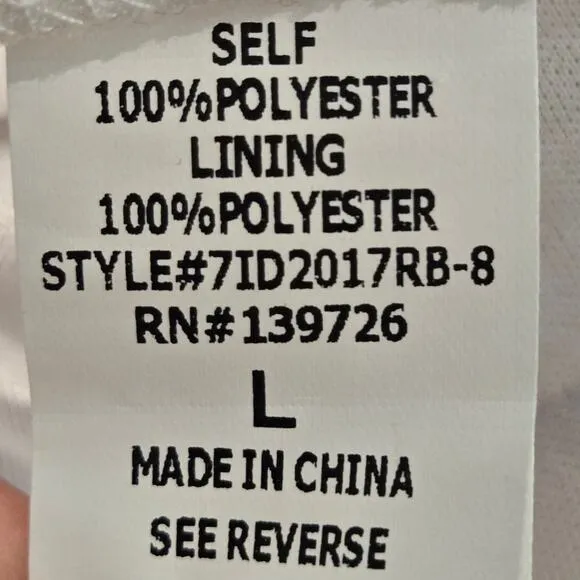 SELF
100%POLYESTER
LINING
100%POLYESTER
STYLE#7ID2017RB-8
RN#139726
L
MADE IN CHINA
SEE REVERSE